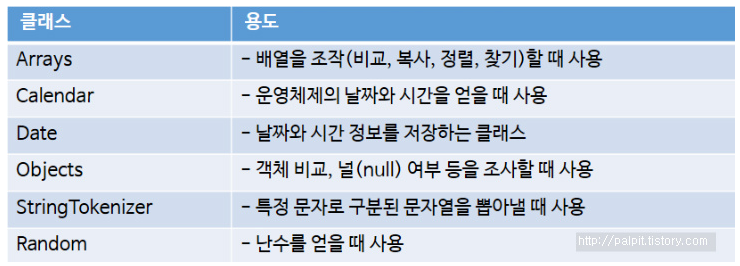 클래스 용도
Arrays - 배열을 조작(비교, 복사, 정렬, 찾기)할 때 사용
Calendar - 운영체제의 날짜와 시간을 얻을 때 사용
Date - 날짜와 시간 정보를 저장하는 클래스
Objects - 객체 비교, 널(null) 여부 등을 조사할 때 사용
StringTokenizer - 특정 문자로 구분된 문자열을 뽑아낼 때 사용
Random - 난수를 얻을 때 사용
http://palpit.tistory.com